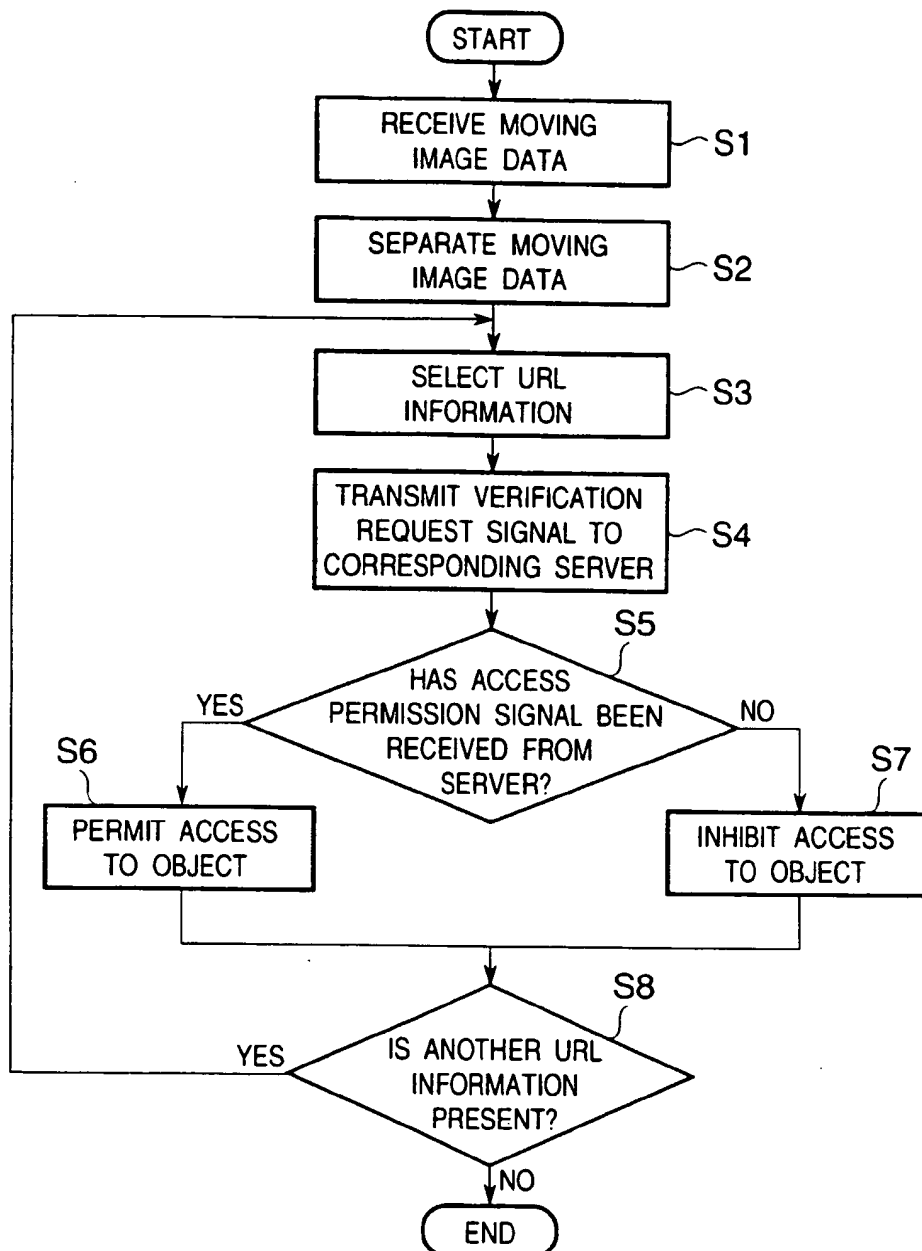 START
RECEIVE MOVING
IMAGE DATA
S1
SEPARATE MOVING
IMAGE DATA
S2
SELECT URL
INFORMATION
S3
TRANSMIT VERIFICATION
REQUEST SIGNAL TO
CORRESPONDING SERVER
S4
S5
HAS ACCESS
PERMISSION SIGNAL BEEN
RECEIVED FROM
SERVER?
YES
NO
S6
PERMIT ACCESS
TO OBJECT
S7
INHIBIT ACCESS
TO OBJECT
S8
IS ANOTHER URL
INFORMATION
PRESENT?
YES
NO
END